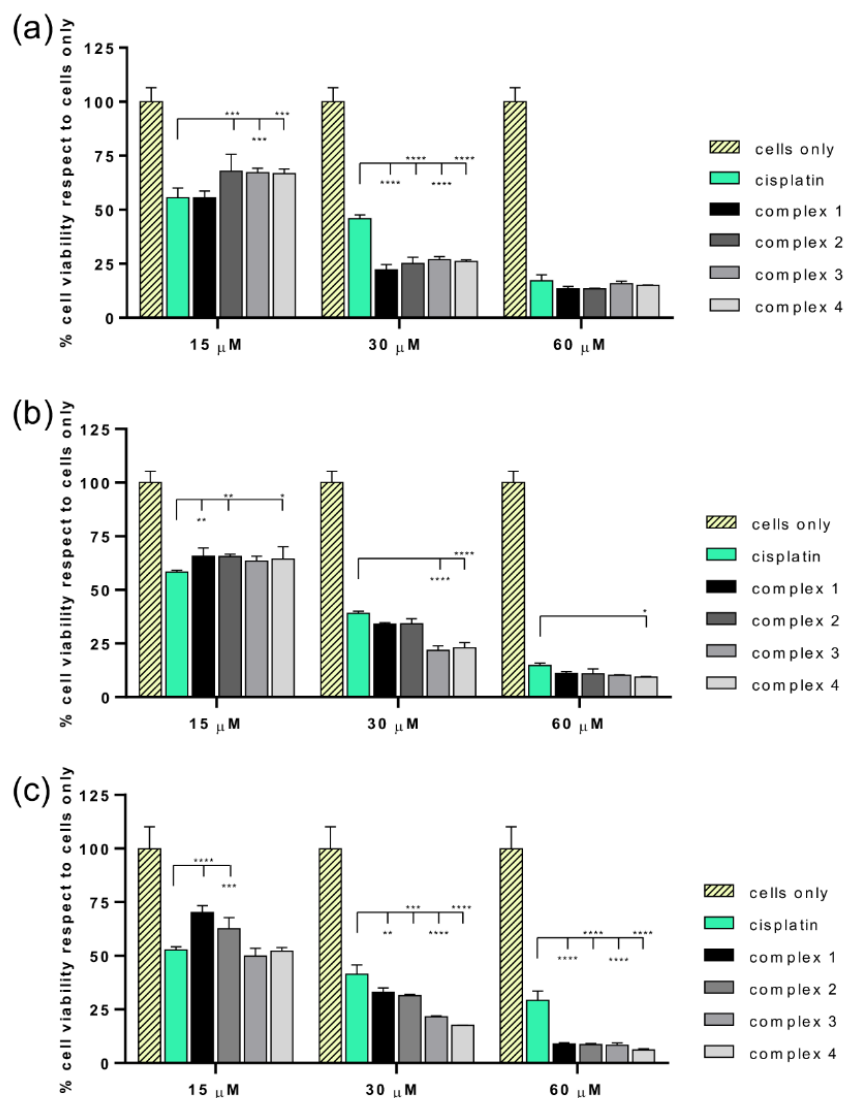 (a)
% cell viability respect to cells only
125
100
75
50
25
0
***
***
***
****
****
****
****
15 μM
30 μM
60 μM
cells only
cisplatin
complex 1
complex 2
complex 3
complex 4
(b)
% cell viability respect to cells only
125
100
75
50
25
0
**
**
*
****
****
*
15 μM
30 μM
60 μM
cells only
cisplatin
complex 1
complex 2
complex 3
complex 4
(c)
% cell viability respect to cells only
125
100
75
50
25
0
****
***
**
***
****
****
****
****
****
****
15 μM
30 μM
60 μM
cells only
cisplatin
complex 1
complex 2
complex 3
complex 4